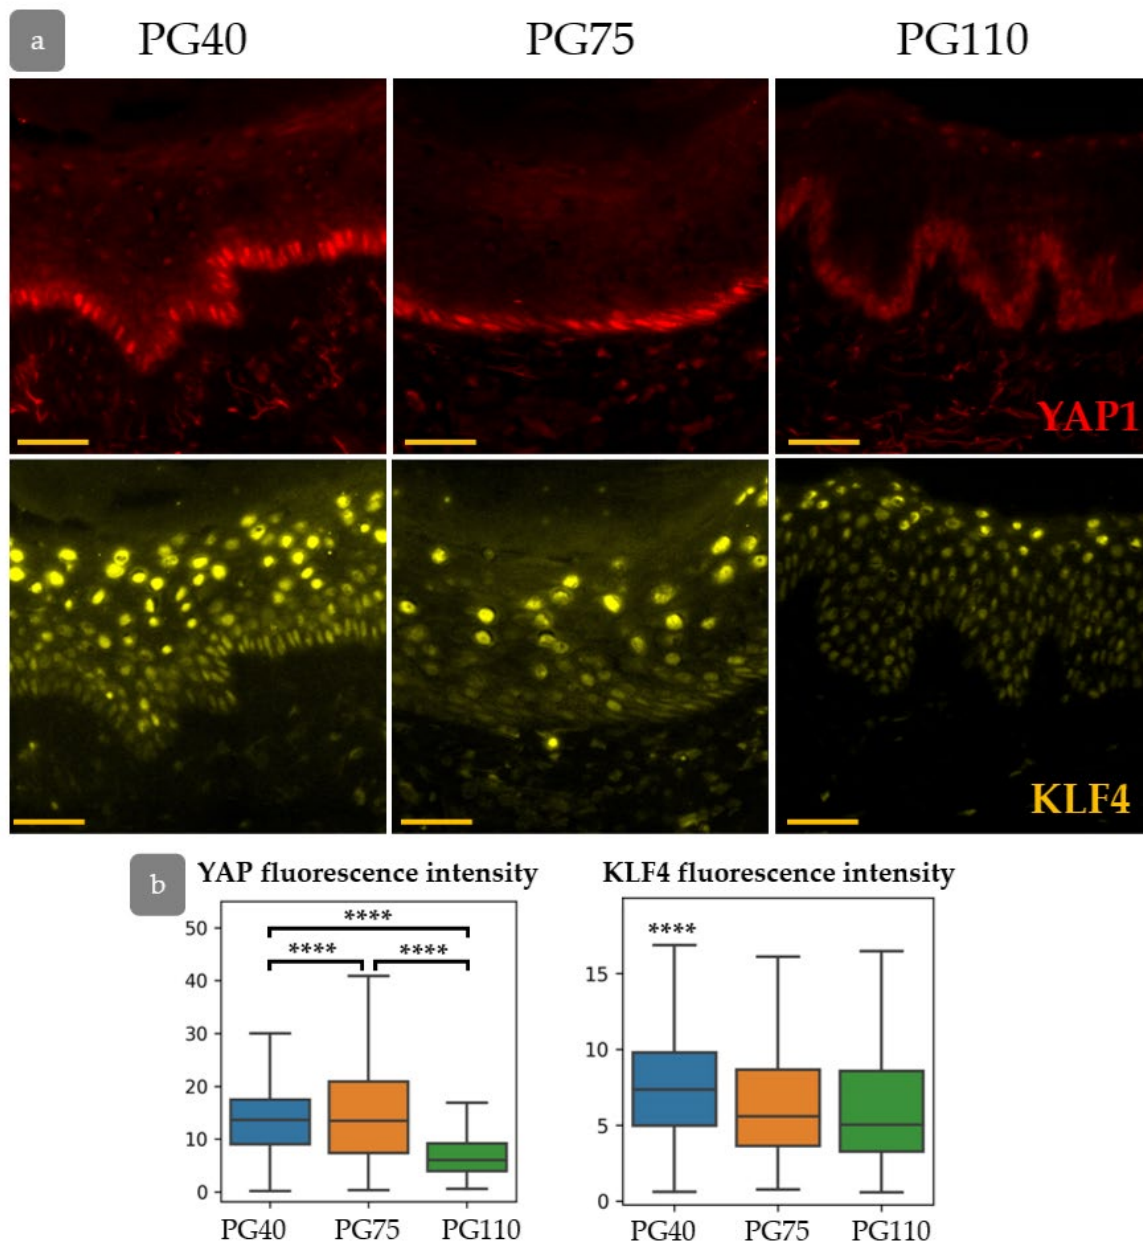 a
PG40 PG75 PG110
YAP1
KLF4
b
YAP fluorescence intensity
50
40
30
20
10
0
****
**** ****
PG40 PG75 PG110
KLF4 fluorescence intensity
15
10
5
0
****
PG40 PG75 PG110